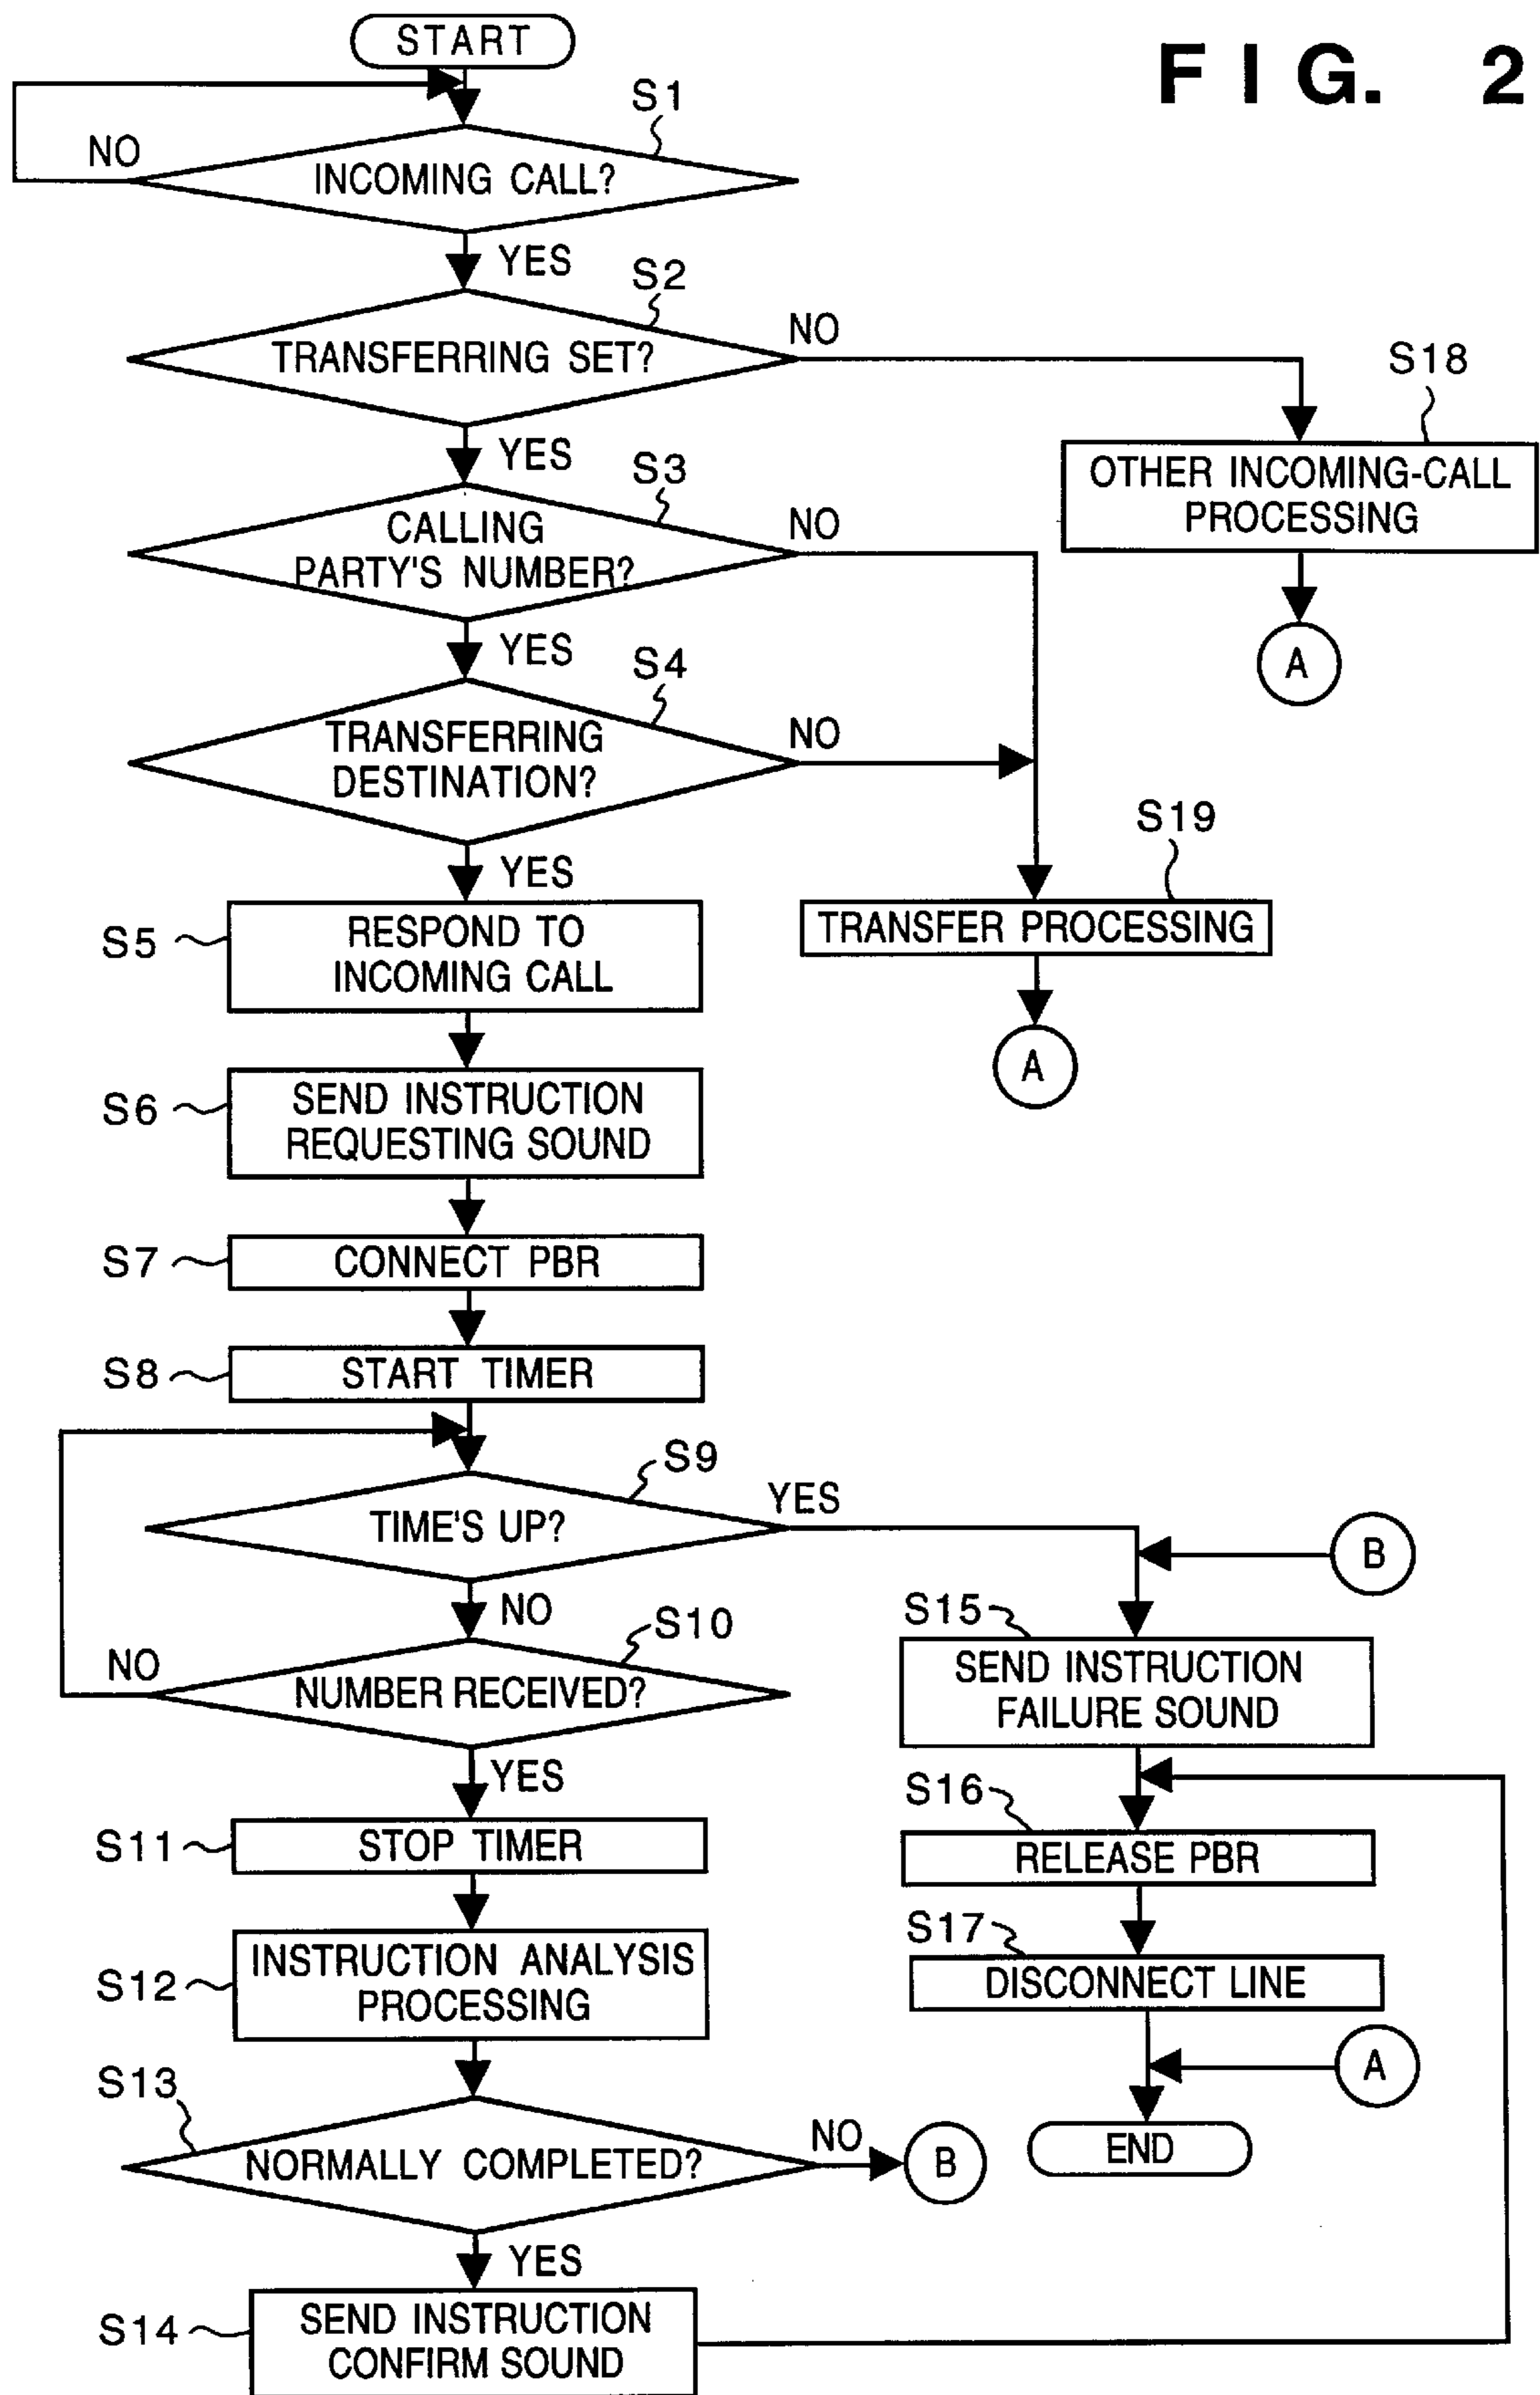 START
FIG. 2
S1
NO
INCOMING CALL?
YES
S2
NO
TRANSFERRING SET?
S18
YES
S3
OTHER INCOMING-CALL
PROCESSING
CALLING
PARTY'S NUMBER?
NO
YES
S4
A
TRANSFERRING
DESTINATION?
NO
S19
YES
S5
RESPOND TO
INCOMING CALL
TRANSFER PROCESSING
A
S6
SEND INSTRUCTION
REQUESTING SOUND
S7
CONNECT PBR
S8
START TIMER
S9
TIME'S UP?
YES
B
NO
S10
S15
NO
NUMBER RECEIVED?
SEND INSTRUCTION
FAILURE SOUND
YES
S16
S11
STOP TIMER
RELEASE PBR
S17
S12
INSTRUCTION ANALYSIS
PROCESSING
DISCONNECT LINE
A
S13
NORMALLY COMPLETED?
NO
B
END
YES
S14
SEND INSTRUCTION
CONFIRM SOUND